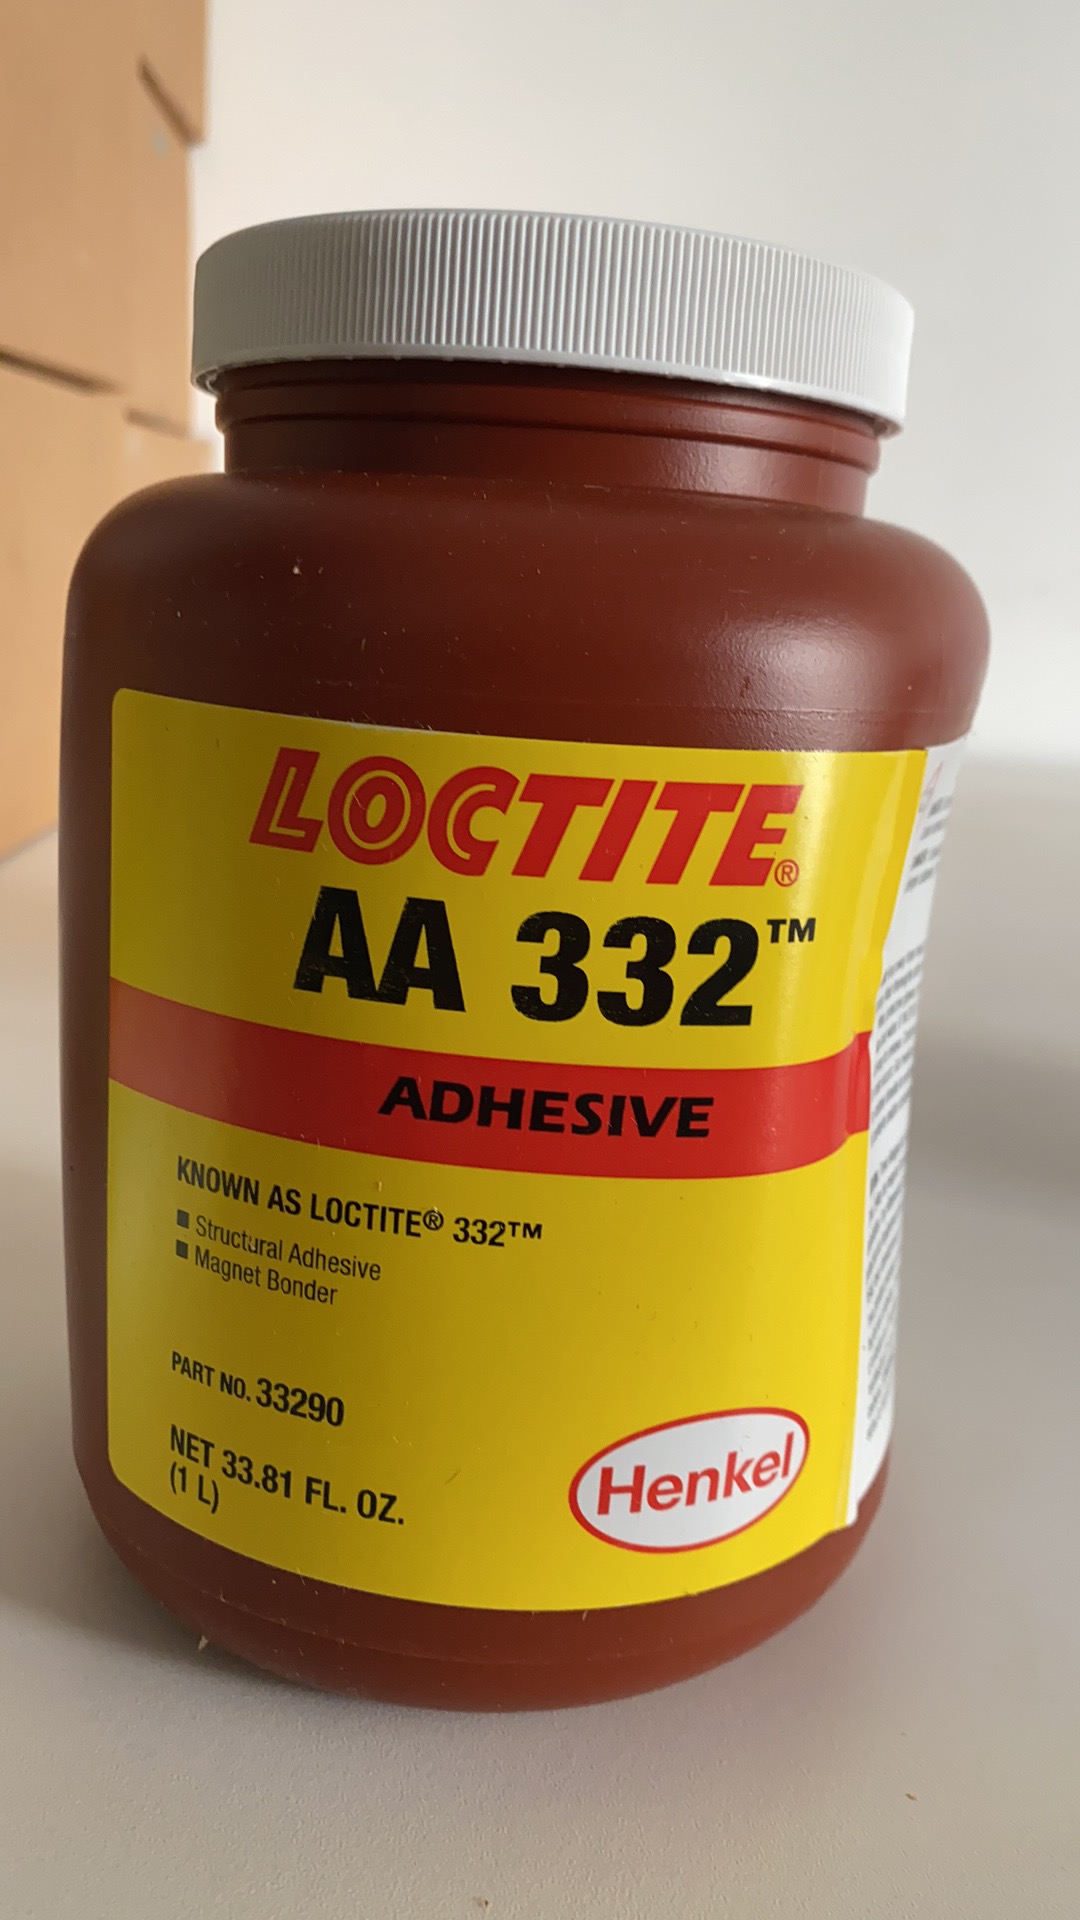 LOCTITE®
AA 332™
ADHESIVE
KNOWN AS LOCTITE® 332™
■ Structural Adhesive
■ Magnet Bonder
PART NO. 33290
NET 33.81 FL. OZ.
(1 L)
Henkel